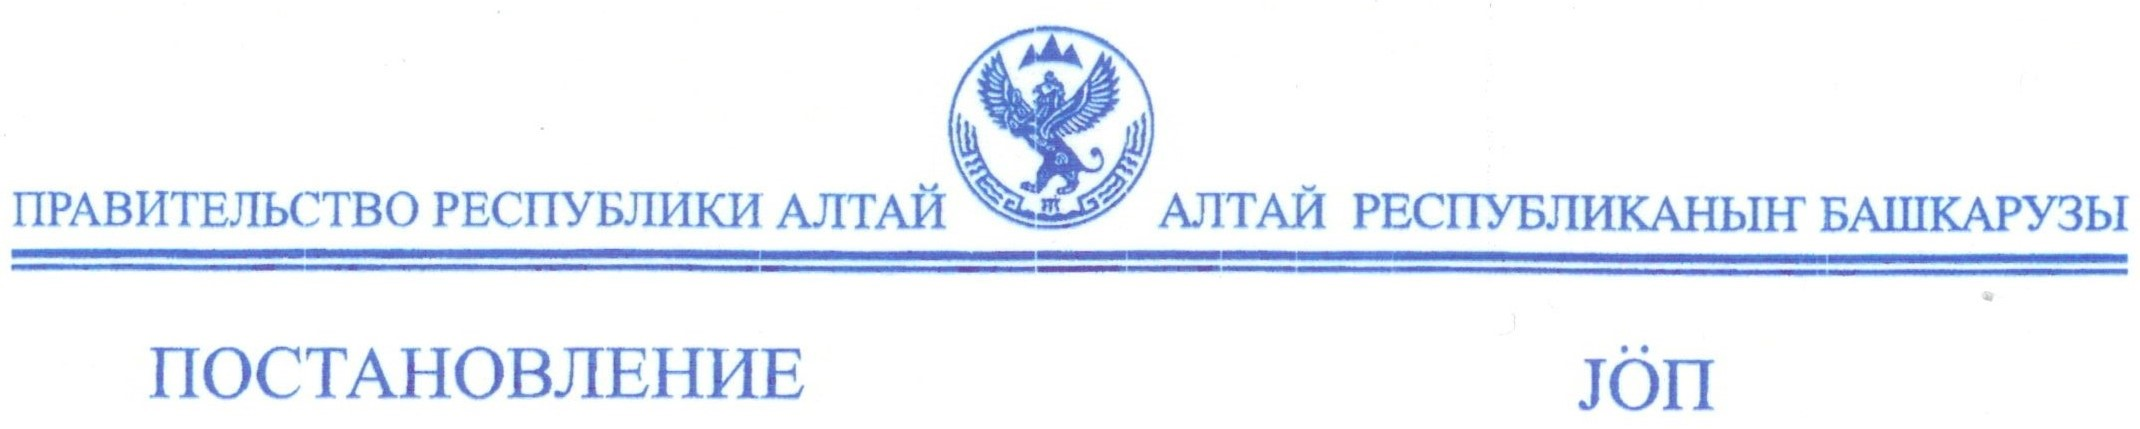 ПРАВИТЕЛЬСТВО РЕСПУБЛИКИ АЛТАЙ АЛТАЙ РЕСПУБЛИКАНЫҤ БАШКАРУЗЫ
ПОСТАНОВЛЕНИЕ JӦП